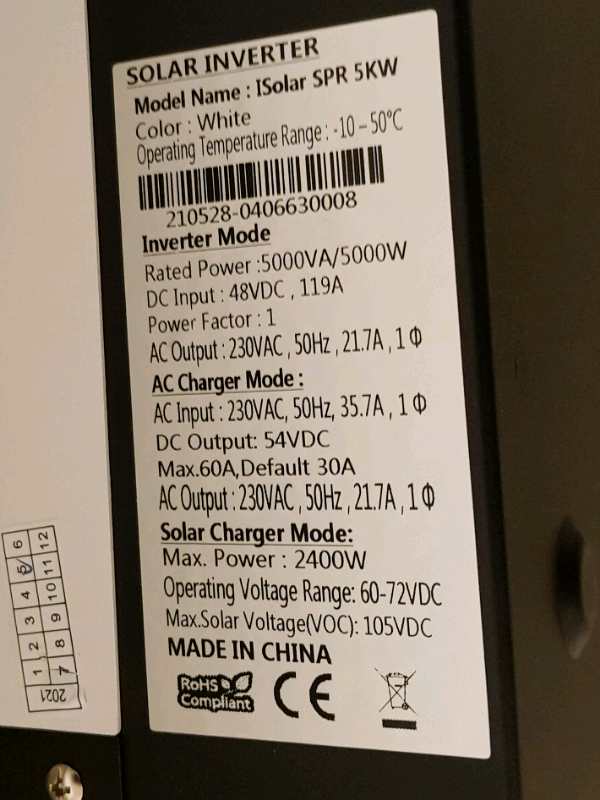 SOLAR INVERTER
Model Name : ISolar SPR 5KW
Color : White
Operating Temperature Range : -10 – 50°C
210528-0406630008
Inverter Mode
Rated Power :5000VA/5000W
DC Input : 48VDC , 119A
Power Factor : 1
AC Output : 230VAC , 50Hz , 21.7A , 1 Φ
AC Charger Mode :
AC Input : 230VAC, 50Hz, 35.7A , 1 Φ
DC Output: 54VDC
Max.60A,Default 30A
AC Output : 230VAC , 50Hz , 21.7A , 1 Φ
Solar Charger Mode:
Max. Power : 2400W
Operating Voltage Range: 60-72VDC
Max.Solar Voltage(VOC): 105VDC
MADE IN CHINA
RoHS
Compliant
CE
2021
1 2 3 4 5 6
7 8 9 10 11 12